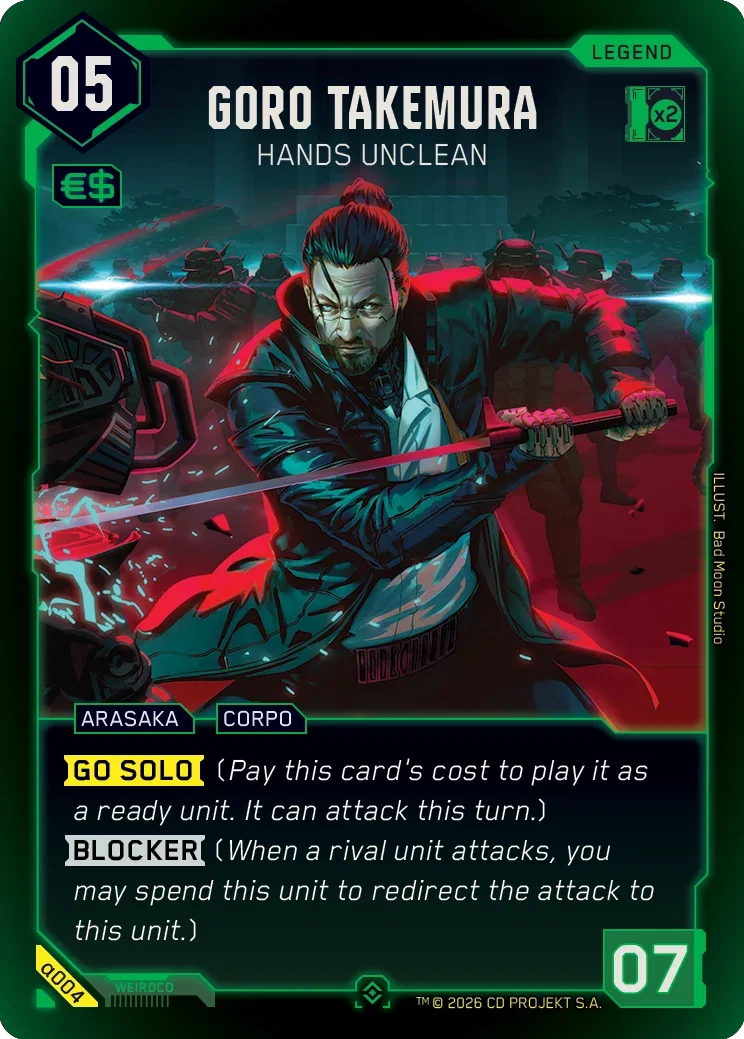 05
LEGEND
GORO TAKEMURA
x2
HANDS UNCLEAN
€$
ILLUST. Bad Moon Studio
ARASAKA
CORPO
GO SOLO (Pay this card's cost to play it as
a ready unit. It can attack this turn.)
BLOCKER (When a rival unit attacks, you
may spend this unit to redirect the attack to
this unit.)
α004
WEIRDCO
™ © 2026 CD PROJEKT S.A.
07